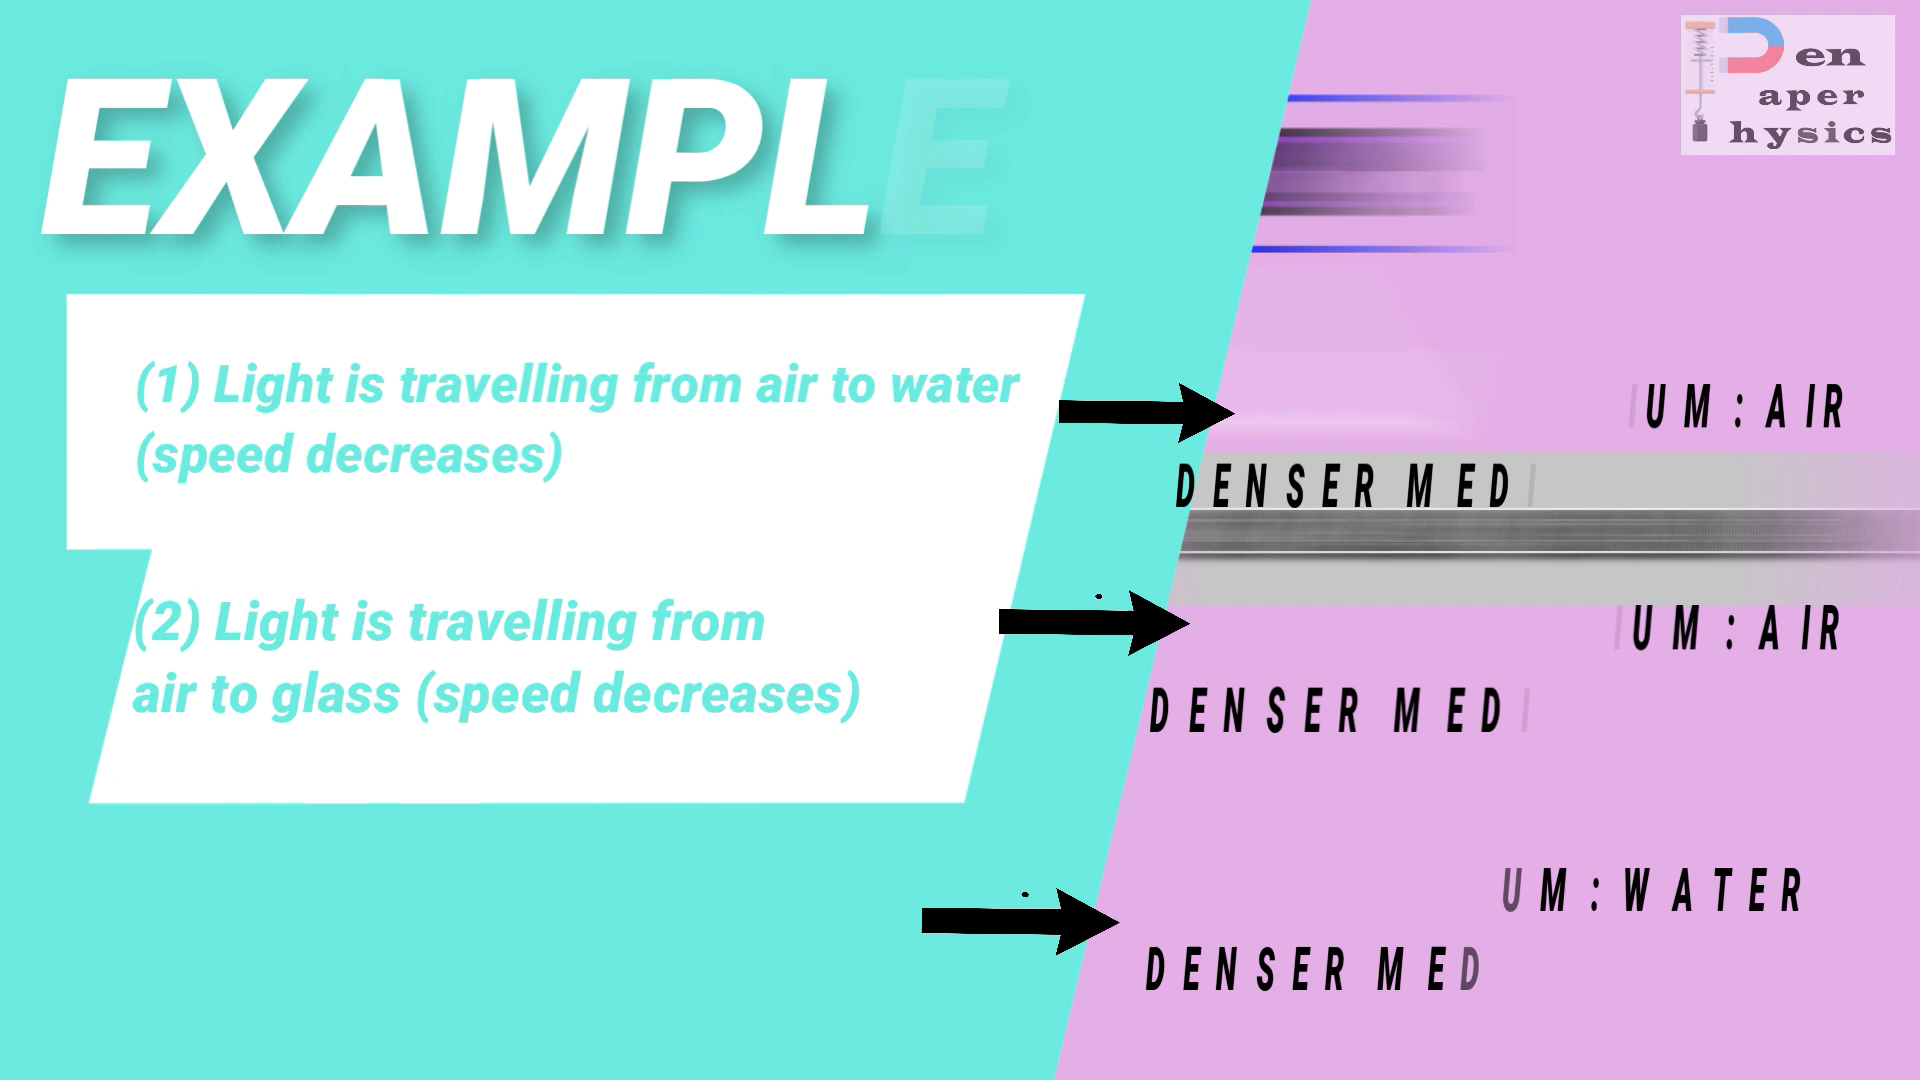 EXAMPLE
Pen
aper
hysics
(1) Light is travelling from air to water
(speed decreases)
UM : AIR
DENSER MED
(2) Light is travelling from
air to glass (speed decreases)
UM : AIR
DENSER MED
UM : WATER
DENSER MED